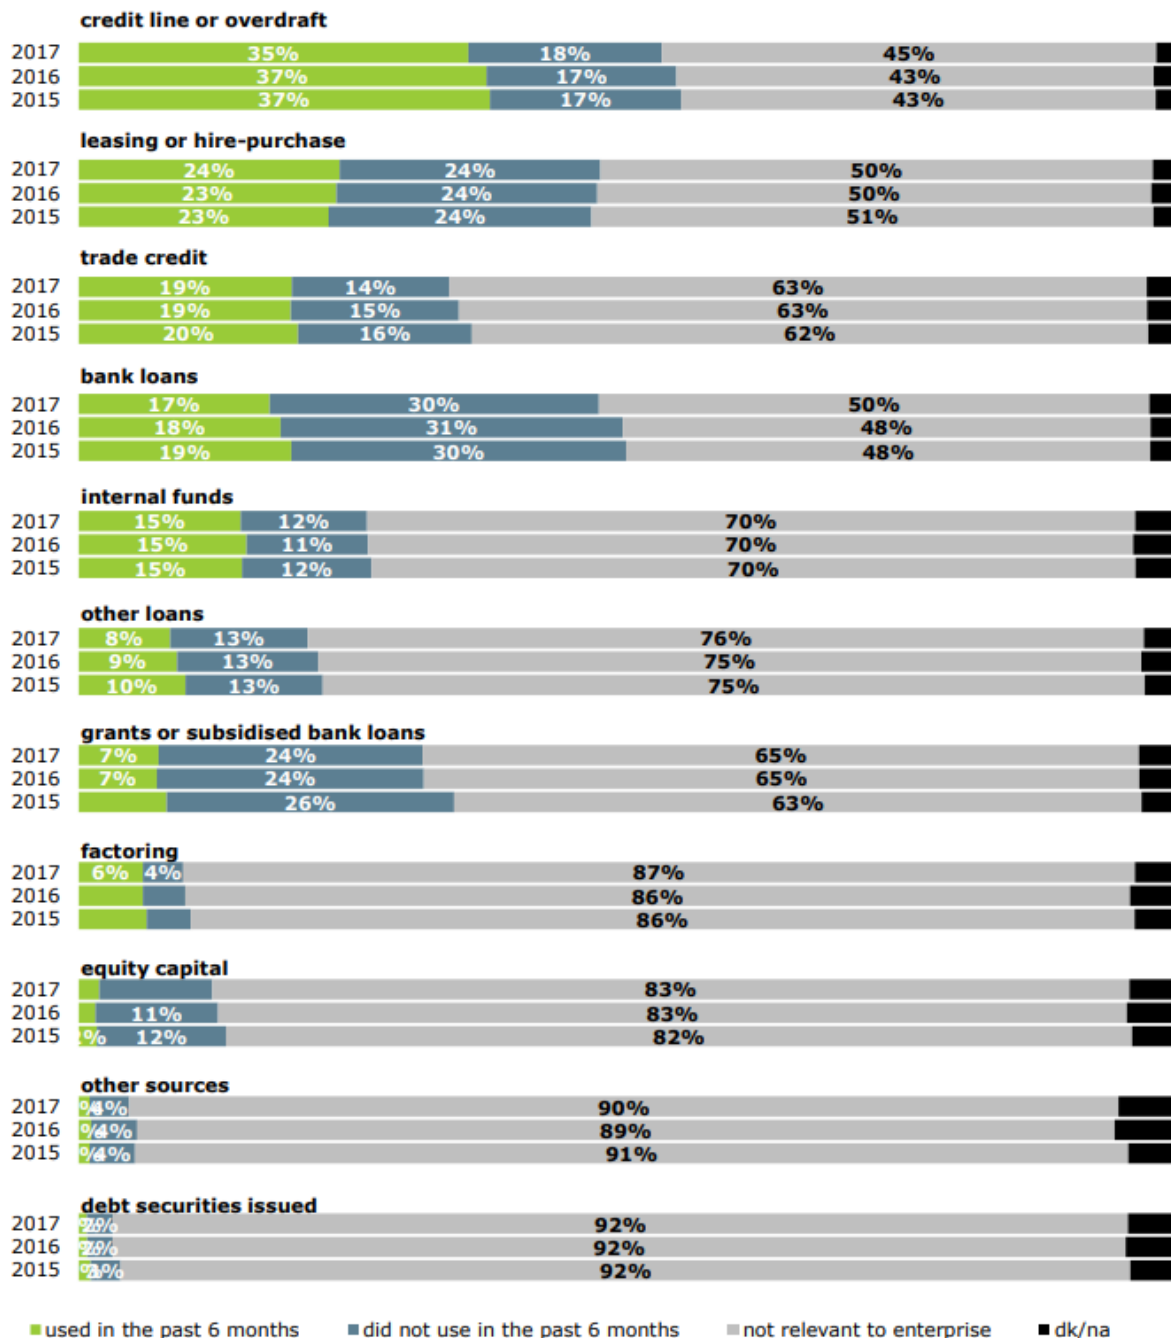 credit line or overdraft
2017 35% 18% 45%
2016 37% 17% 43%
2015 37% 17% 43%
leasing or hire-purchase
2017 24% 24% 50%
2016 23% 24% 50%
2015 23% 24% 51%
trade credit
2017 19% 14% 63%
2016 19% 15% 63%
2015 20% 16% 62%
bank loans
2017 17% 30% 50%
2016 18% 31% 48%
2015 19% 30% 48%
internal funds
2017 15% 12% 70%
2016 15% 11% 70%
2015 15% 12% 70%
other loans
2017 8% 13% 76%
2016 9% 13% 75%
2015 10% 13% 75%
grants or subsidised bank loans
2017 7% 24% 65%
2016 7% 24% 65%
2015 26% 63%
factoring
2017 6% 4% 87%
2016 86%
2015 86%
equity capital
2017 83%
2016 11% 83%
2015 12% 82%
other sources
2017 4% 90%
2016 4% 89%
2015 4% 91%
debt securities issued
2017 92%
2016 92%
2015 92%
used in the past 6 months did not use in the past 6 months not relevant to enterprise dk/na